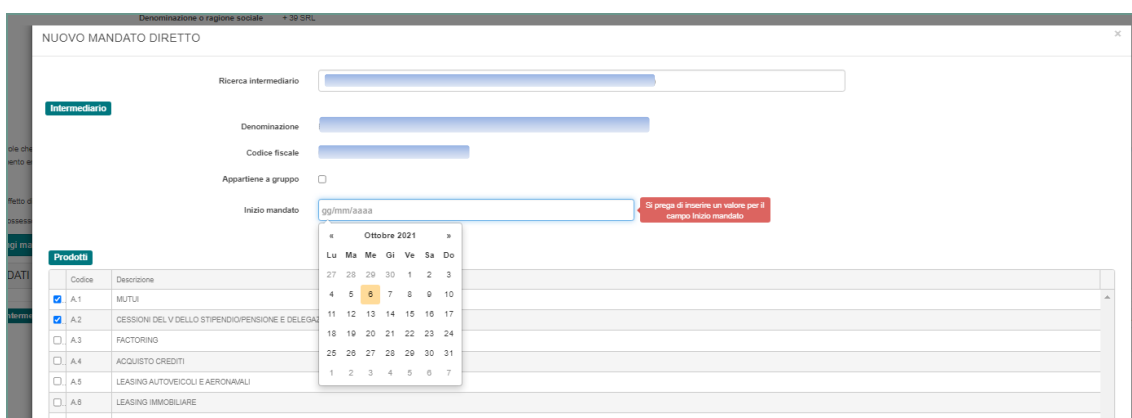 Denominazione o ragione sociale + 39 SRL
NUOVO MANDATO DIRETTO ×
Ricerca intermediario
Intermediario
Denominazione
Codice fiscale
Appartiene a gruppo
Inizio mandato gg/mm/aaaa
Si prega di inserire un valore per il
campo Inizio mandato
« Ottobre 2021 »
Lu Ma Me Gi Ve Sa Do
27 28 29 30 1 2 3
4 5 6 7 8 9 10
11 12 13 14 15 16 17
18 19 20 21 22 23 24
25 26 27 28 29 30 31
1 2 3 4 5 6 7
Prodotti
Codice Descrizione
A.1 MUTUI
A.2 CESSIONI DEL V DELLO STIPENDIO/PENSIONE E DELEGAZ
A.3 FACTORING
A.4 ACQUISTO CREDITI
A.5 LEASING AUTOVEICOLI E AERONAVALI
A.6 LEASING IMMOBILIARE
DATI